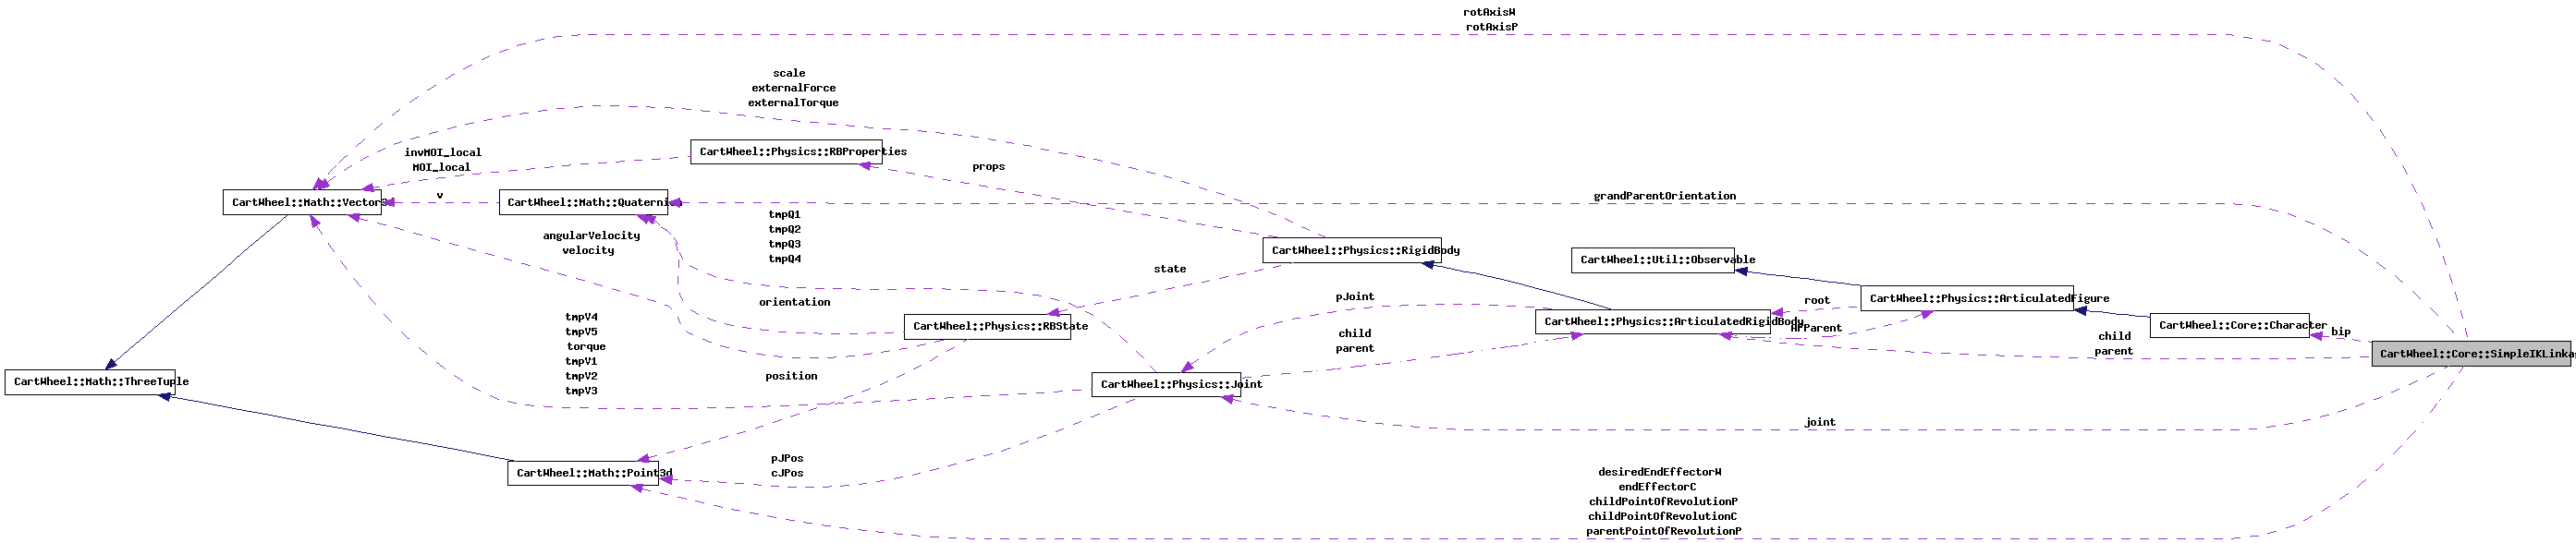 rotAxisW
rotAxisP
scale
externalForce
externalTorque
CartWheel::Physics::RBProperties
invMOI_local
MOI_local
props
CartWheel::Math::Vector3d
v
CartWheel::Math::Quaternion
grandParentOrientation
tmpQ1
tmpQ2
tmpQ3
tmpQ4
angularVelocity
velocity
CartWheel::Physics::RigidBody
CartWheel::Util::Observable
state
pJoint
root
CartWheel::Physics::ArticulatedFigure
orientation
tmpV4
tmpV5
torque
tmpV1
tmpV2
tmpV3
CartWheel::Physics::RBState
child
parent
CartWheel::Physics::ArticulatedRigidBody
AFParent
CartWheel::Core::Character
bip
child
parent
CartWheel::Core::SimpleIKLinkag
CartWheel::Math::ThreeTuple
position
CartWheel::Physics::Joint
joint
pJPos
cJPos
CartWheel::Math::Point3d
desiredEndEffectorW
endEffectorC
childPointOfRevolutionP
childPointOfRevolutionC
parentPointOfRevolutionP